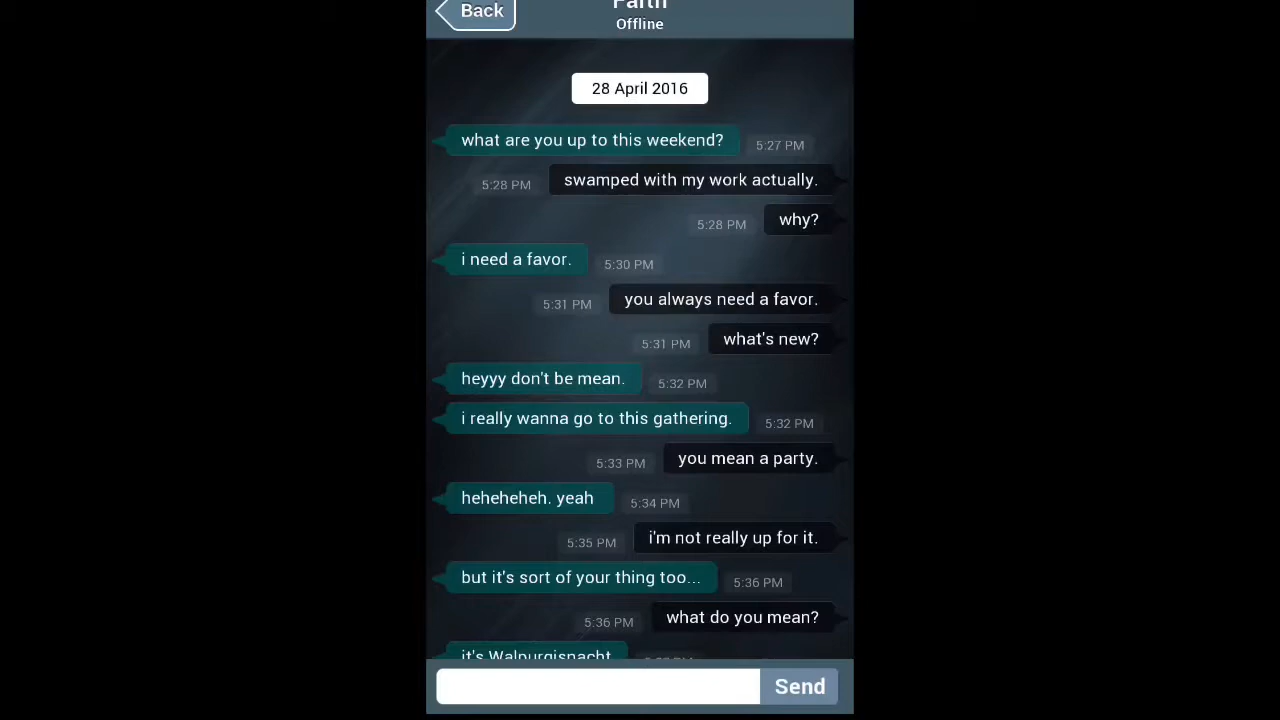 Back
Faith
Offline
28 April 2016
what are you up to this weekend?
5:27 PM
5:28 PM
swamped with my work actually.
5:28 PM
why?
i need a favor.
5:30 PM
5:31 PM
you always need a favor.
5:31 PM
what's new?
heyyy don't be mean.
5:32 PM
i really wanna go to this gathering.
5:32 PM
5:33 PM
you mean a party.
heheheheh. yeah
5:34 PM
5:35 PM
i'm not really up for it.
but it's sort of your thing too...
5:36 PM
5:36 PM
what do you mean?
it's Walpurgisnacht
Send